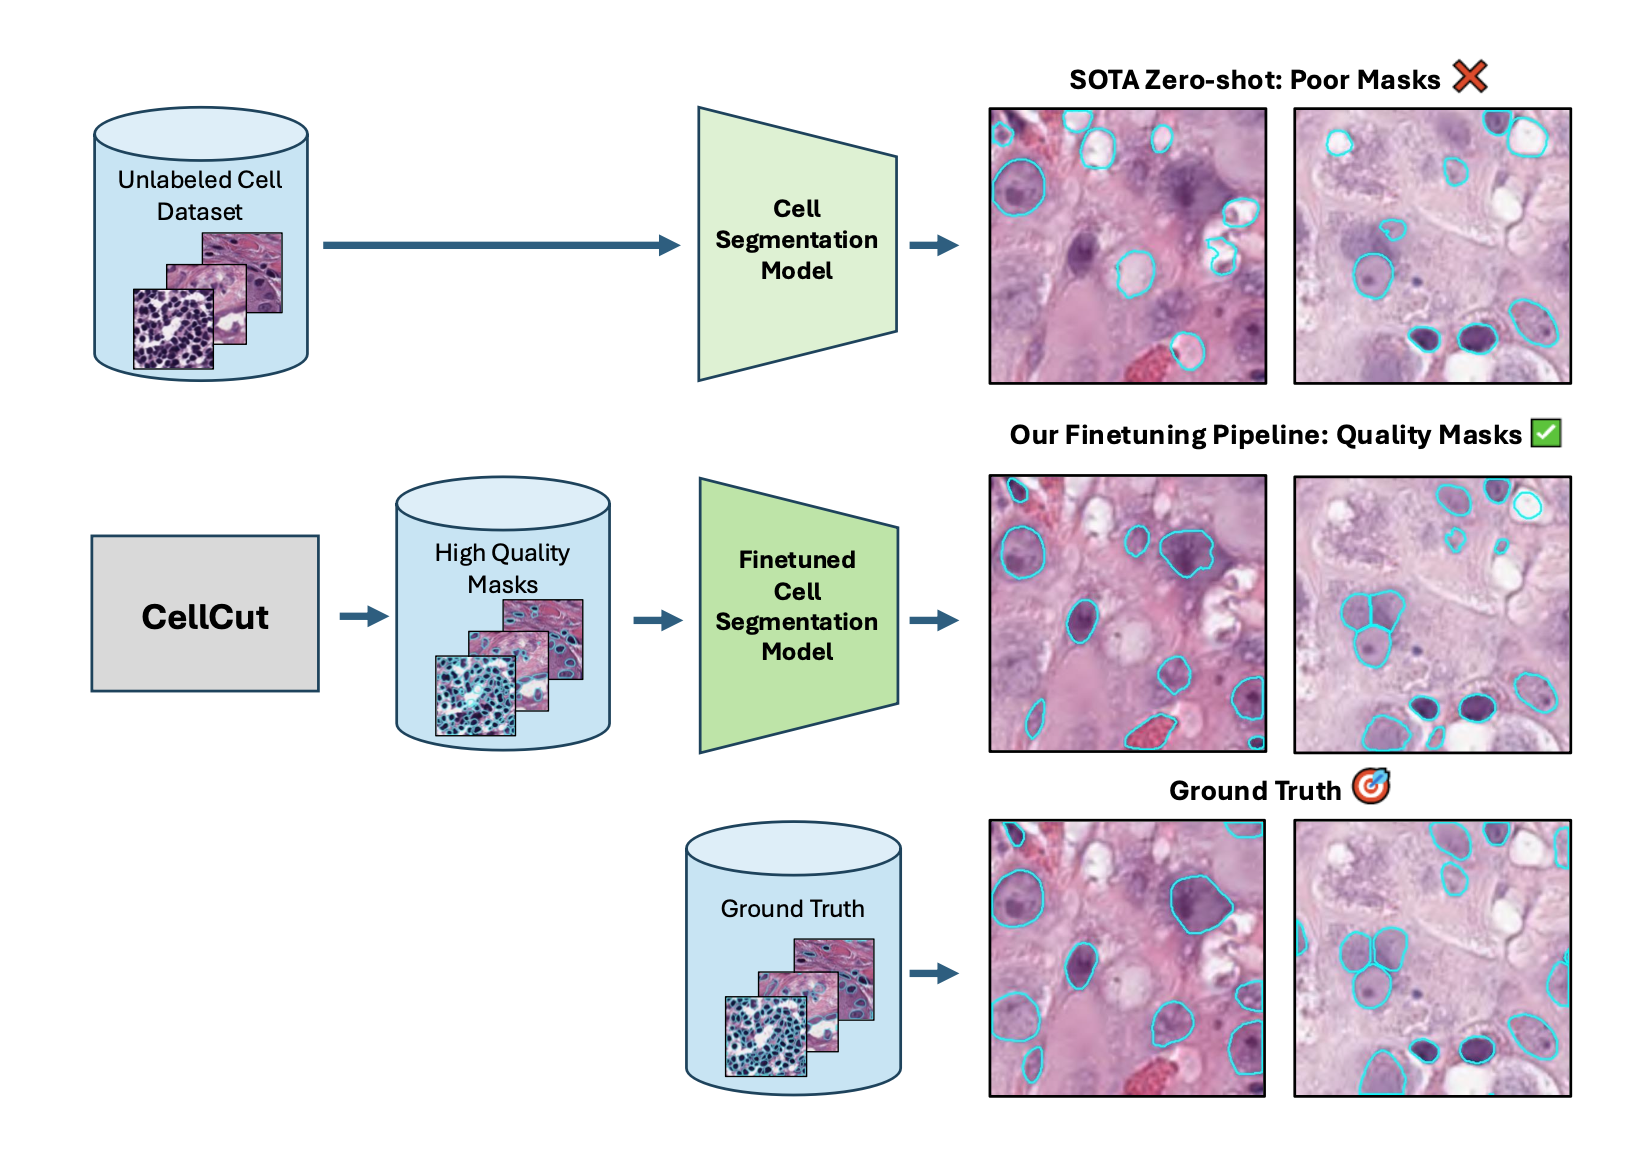 SOTA Zero-shot: Poor Masks ❌
Unlabeled Cell
Dataset
Cell
Segmentation
Model
Our Finetuning Pipeline: Quality Masks ✅
CellCut
High Quality
Masks
Finetuned
Cell
Segmentation
Model
Ground Truth 🎯
Ground Truth